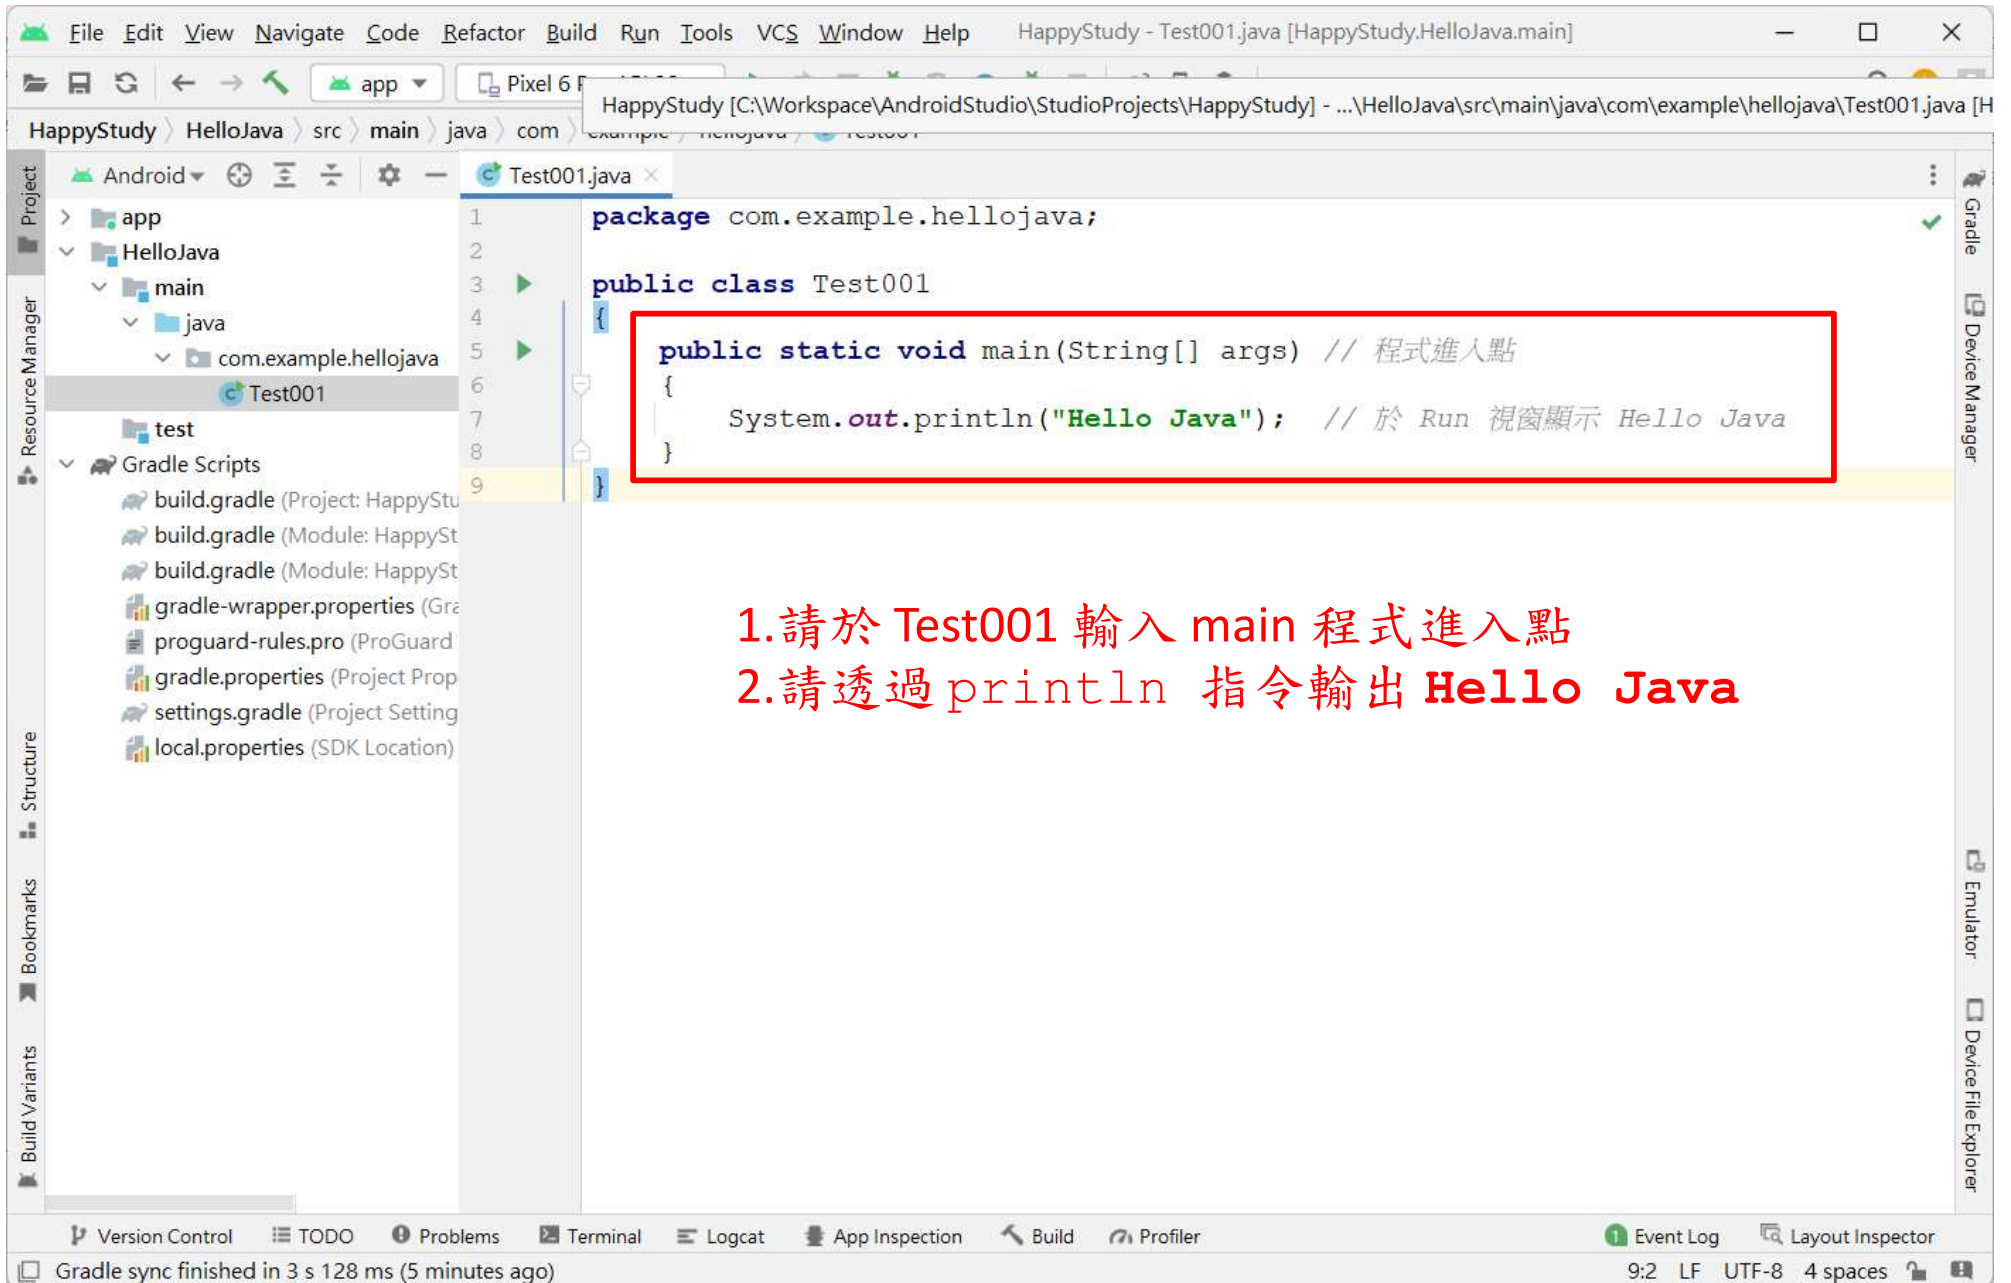 File Edit View Navigate Code Refactor Build Run Tools VCS Window Help HappyStudy - Test001.java [HappyStudy.HelloJava.main]
app Pixel 6
HappyStudy [C:\Workspace\AndroidStudio\StudioProjects\HappyStudy] - ...\HelloJava\src\main\java\com\example\hellojava\Test001.java [H
HappyStudy HelloJava src main java com
Project
Resource Manager
Structure
Bookmarks
Build Variants
Android
app
HelloJava
main
java
com.example.hellojava
Test001
test
Gradle Scripts
build.gradle (Project: HappyStu
build.gradle (Module: HappySt
build.gradle (Module: HappySt
gradle-wrapper.properties (Gra
proguard-rules.pro (ProGuard
gradle.properties (Project Prop
settings.gradle (Project Setting
local.properties (SDK Location)
Test001.java
1 package com.example.hellojava;
2
3 public class Test001
4 {
5 public static void main(String[] args) // 程式進入點
6 {
7 System.out.println("Hello Java"); // 於 Run 視窗顯示 Hello Java
8 }
9 }
1.請於 Test001 輸入 main 程式進入點
2.請透過 println 指令輸出 Hello Java
Gradle
Device Manager
Emulator
Device File Explorer
Version Control TODO Problems Terminal Logcat App Inspection Build Profiler 1 Event Log Layout Inspector
Gradle sync finished in 3 s 128 ms (5 minutes ago) 9:2 LF UTF-8 4 spaces